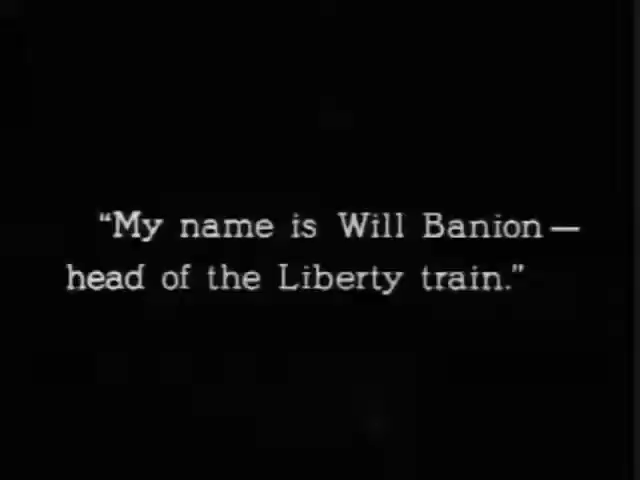 “My name is Will Banion—
head of the Liberty train.”